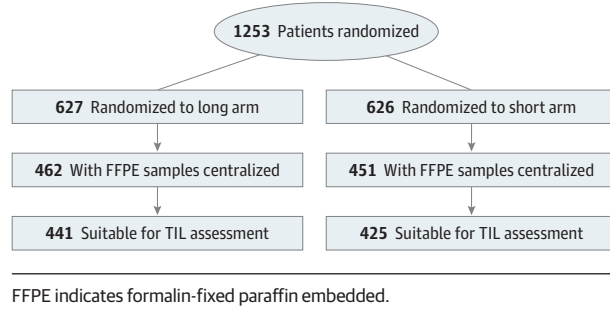 1253 Patients randomized
627 Randomized to long arm
626 Randomized to short arm
462 With FFPE samples centralized
451 With FFPE samples centralized
441 Suitable for TIL assessment
425 Suitable for TIL assessment
FFPE indicates formalin-fixed paraffin embedded.